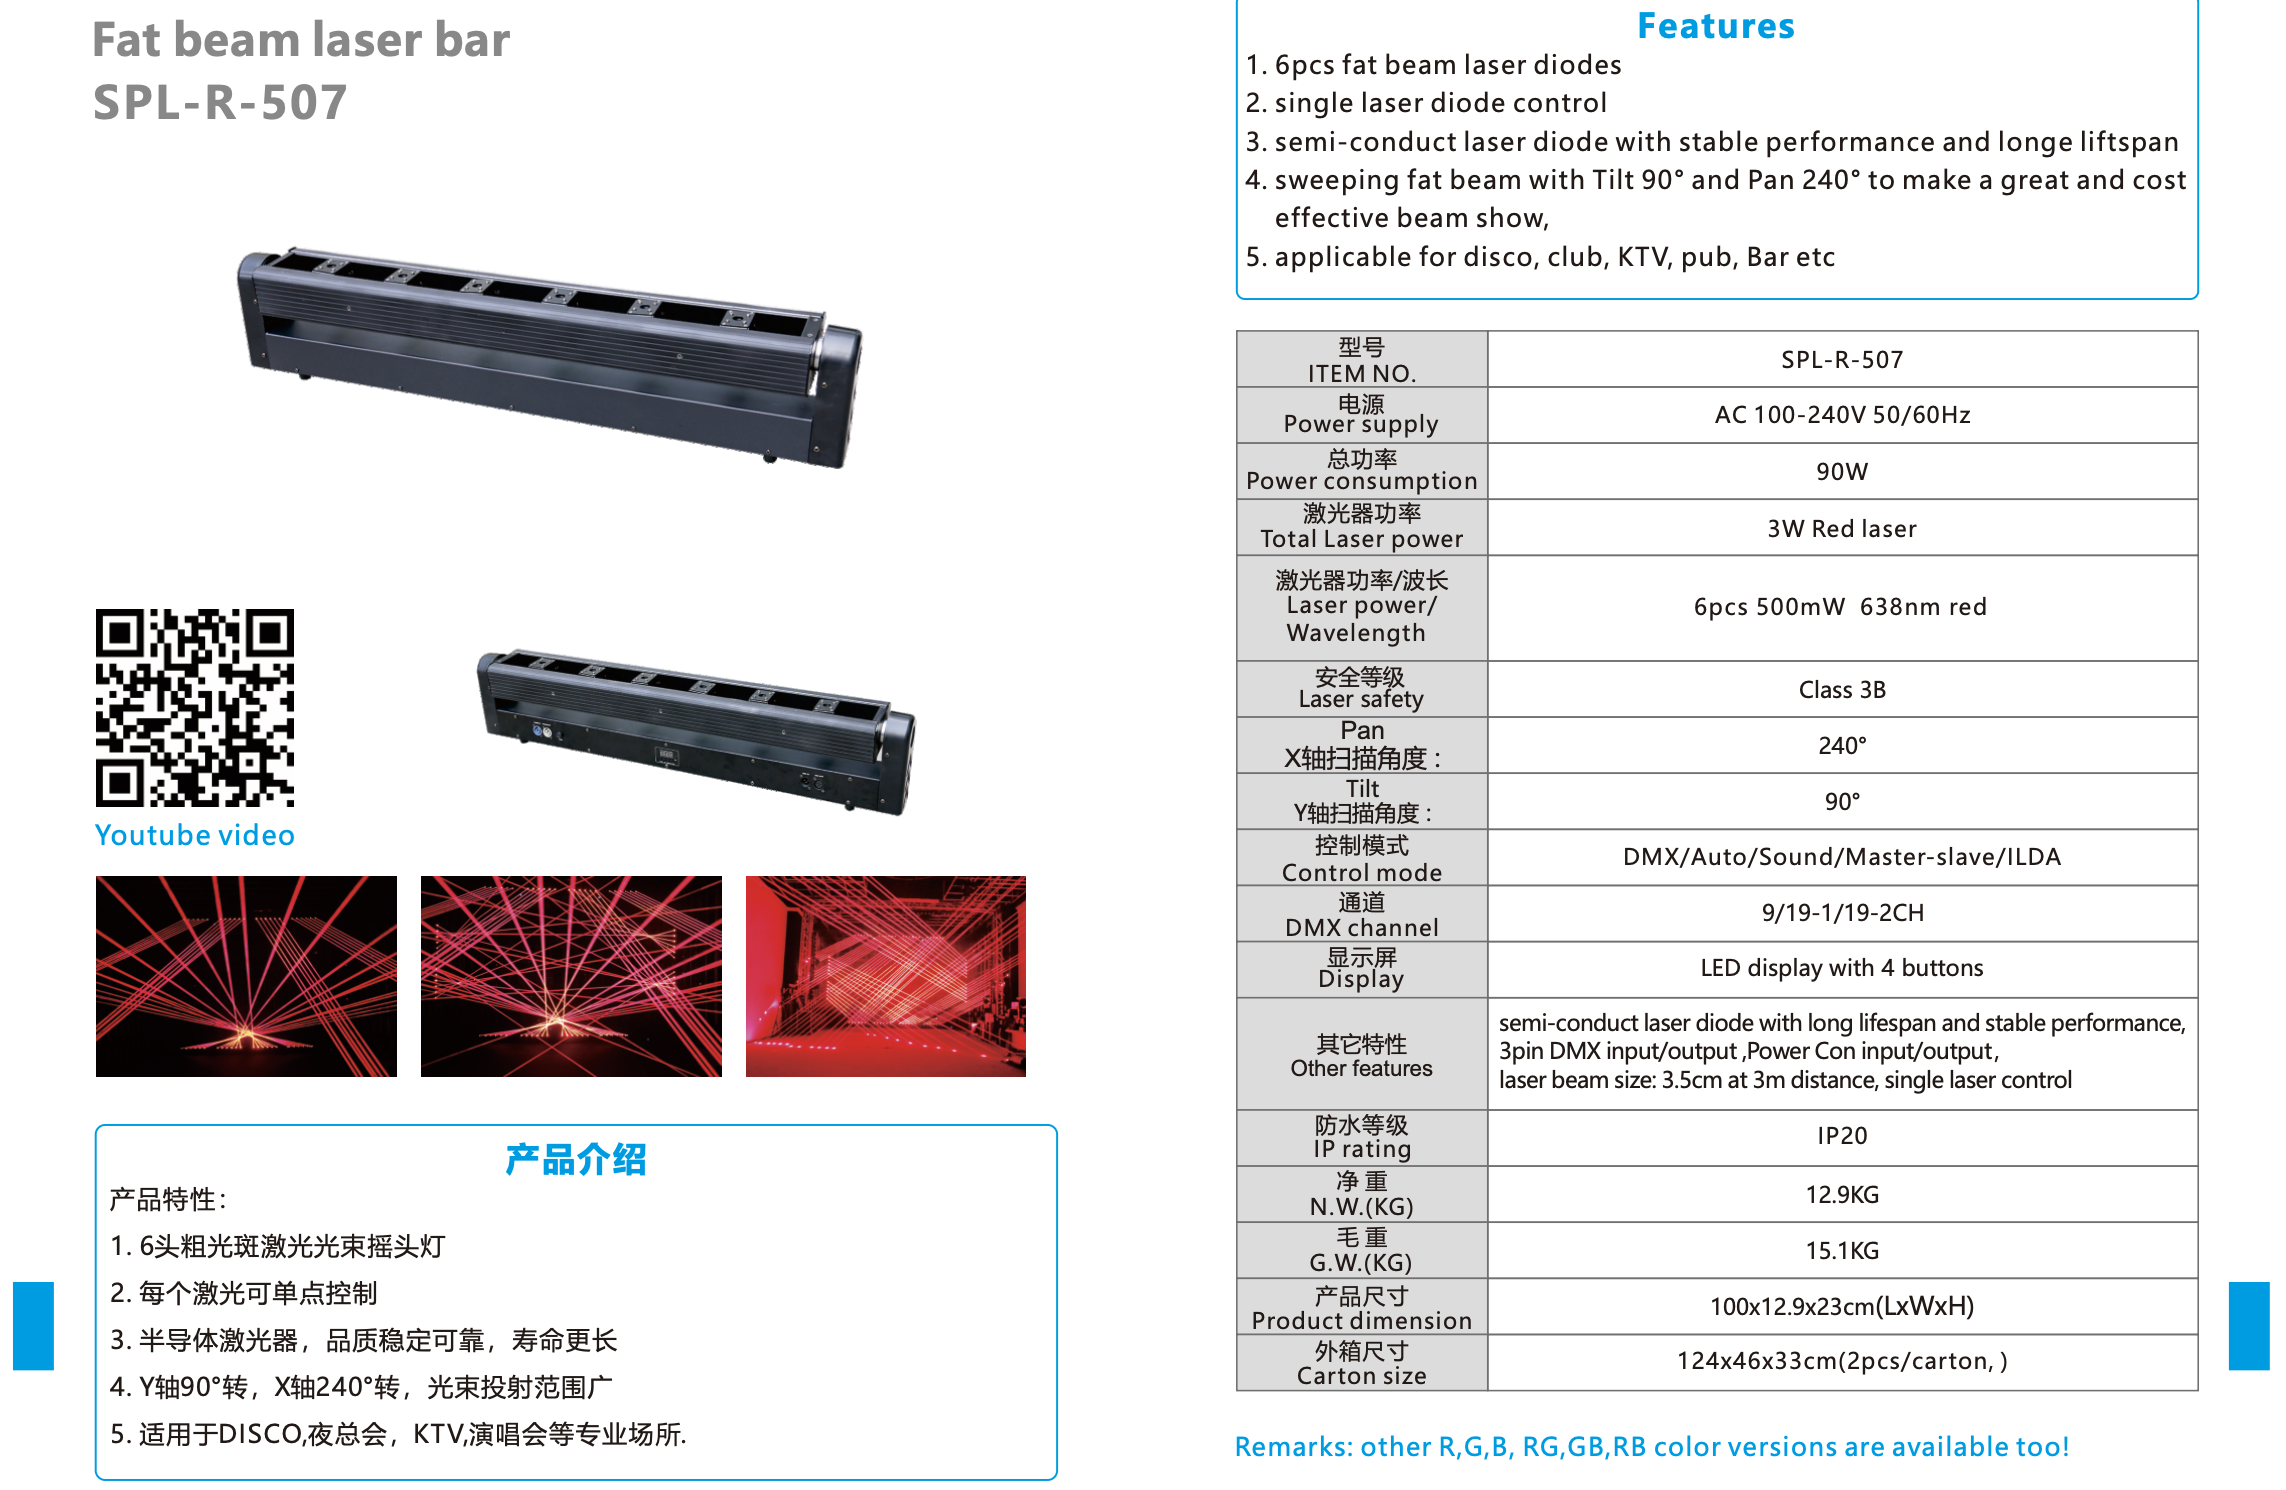 Fat beam laser bar
SPL-R-507
Youtube video
产品介绍
产品特性：
1. 6头粗光斑激光光束摇头灯
2. 每个激光可单点控制
3. 半导体激光器，品质稳定可靠，寿命更长
4. Y轴90°转，X轴240°转，光束投射范围广
5. 适用于DISCO,夜总会，KTV,演唱会等专业场所.
Features
1. 6pcs fat beam laser diodes
2. single laser diode control
3. semi-conduct laser diode with stable performance and longe liftspan
4. sweeping fat beam with Tilt 90° and Pan 240° to make a great and cost
effective beam show,
5. applicable for disco, club, KTV, pub, Bar etc
型号
ITEM NO.
SPL-R-507
电源
Power supply
AC 100-240V 50/60Hz
总功率
Power consumption
90W
激光器功率
Total Laser power
3W Red laser
激光器功率/波长
Laser power/
Wavelength
6pcs 500mW  638nm red
安全等级
Laser safety
Class 3B
Pan
X轴扫描角度：
240°
Tilt
Y轴扫描角度：
90°
控制模式
Control mode
DMX/Auto/Sound/Master-slave/ILDA
通道
DMX channel
9/19-1/19-2CH
显示屏
Display
LED display with 4 buttons
其它特性
Other features
semi-conduct laser diode with long lifespan and stable performance,
3pin DMX input/output ,Power Con input/output,
laser beam size: 3.5cm at 3m distance, single laser control
防水等级
IP rating
IP20
净 重
N.W.(KG)
12.9KG
毛 重
G.W.(KG)
15.1KG
产品尺寸
Product dimension
100x12.9x23cm(LxWxH)
外箱尺寸
Carton size
124x46x33cm(2pcs/carton, )
Remarks: other R,G,B, RG,GB,RB color versions are available too!